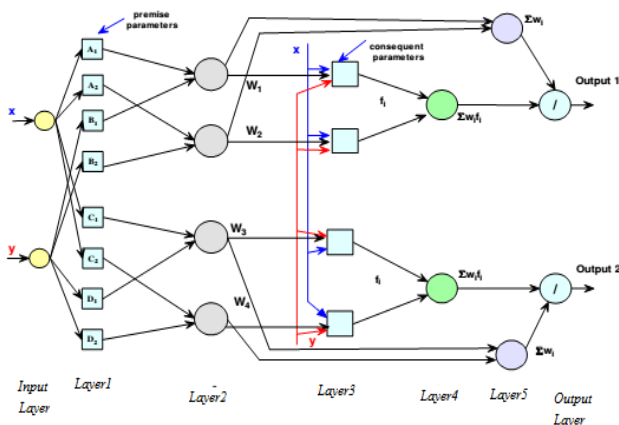 premise
parameters
Σwᵢ
A₁
x
consequent
parameters
A₂
W₁
fᵢ
Output 1
x
B₁
Σwᵢfᵢ
/
W₂
B₂
C₁
W₃
y
C₂
fᵢ
Output 2
D₁
W₄
Σwᵢfᵢ
/
D₂
y
Σwᵢ
Input
Layer
Layer1
-
Layer2
Layer3
Layer4
Layer5
Output
Layer